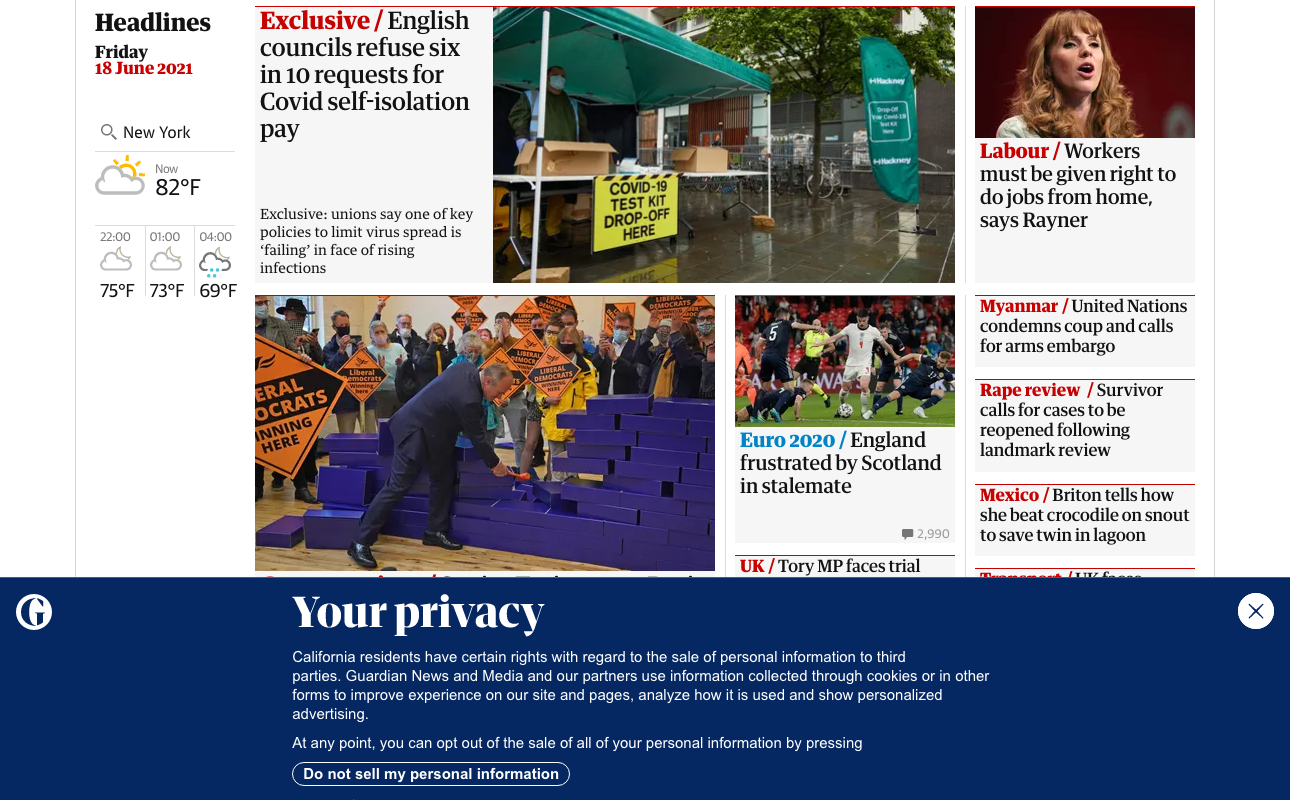 Headlines
Friday
18 June 2021
New York
Now
82°F
22:00
01:00
04:00
75°F
73°F
69°F
Exclusive / English
councils refuse six
in 10 requests for
Covid self-isolation
pay
Exclusive: unions say one of key
policies to limit virus spread is
‘failing’ in face of rising
infections
Hackney
Drop-Off
Your Covid-19
Test Kit
Here
Hackney
COVID-19
TEST KIT
DROP-OFF
HERE
Labour / Workers
must be given right to
do jobs from home,
says Rayner
LIBERAL
DEMOCRATS
WINNING
HERE
Liberal
Democrats
Winning
here
LIBERAL
DEMOCRATS
5
Euro 2020 / England
frustrated by Scotland
in stalemate
2,990
UK / Tory MP faces trial
Myanmar / United Nations
condemns coup and calls
for arms embargo
Rape review / Survivor
calls for cases to be
reopened following
landmark review
Mexico / Briton tells how
she beat crocodile on snout
to save twin in lagoon
Transport / UK faces
Your privacy
California residents have certain rights with regard to the sale of personal information to third
parties. Guardian News and Media and our partners use information collected through cookies or in other
forms to improve experience on our site and pages, analyze how it is used and show personalized
advertising.
At any point, you can opt out of the sale of all of your personal information by pressing
Do not sell my personal information